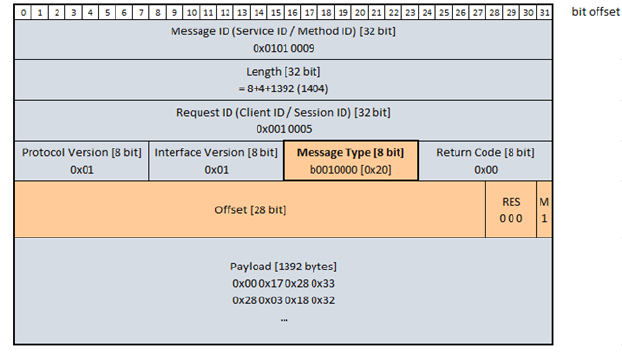 0 1 2 3 4 5 6 7 8 9 10 11 12 13 14 15 16 17 18 19 20 21 22 23 24 25 26 27 28 29 30 31 bit offset
Message ID (Service ID / Method ID) [32 bit]
0x0101 0009
Length [32 bit]
= 8+4+1392 (1404)
Request ID (Client ID / Session ID) [32 bit]
0x001 0005
Protocol Version [8 bit] Interface Version [8 bit] Message Type [8 bit] Return Code [8 bit]
0x01 0x01 b0010000 [0x20] 0x00
Offset [28 bit] RES M
0 0 0 1
Payload [1392 bytes]
0x00 0x17 0x28 0x33
0x28 0x03 0x18 0x32
...